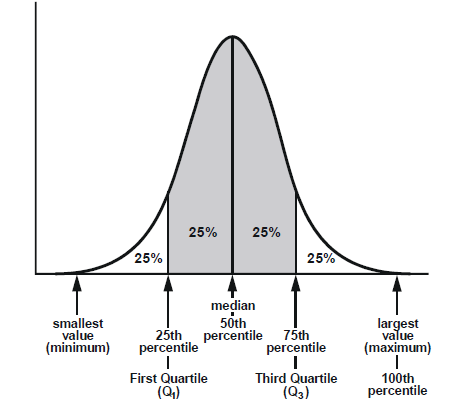 25%
25%
25%
25%
smallest
value
(minimum)
25th
percentile
First Quartile
(Q₁)
median
50th
percentile
75th
percentile
Third Quartile
(Q₃)
largest
value
(maximum)
100th
percentile